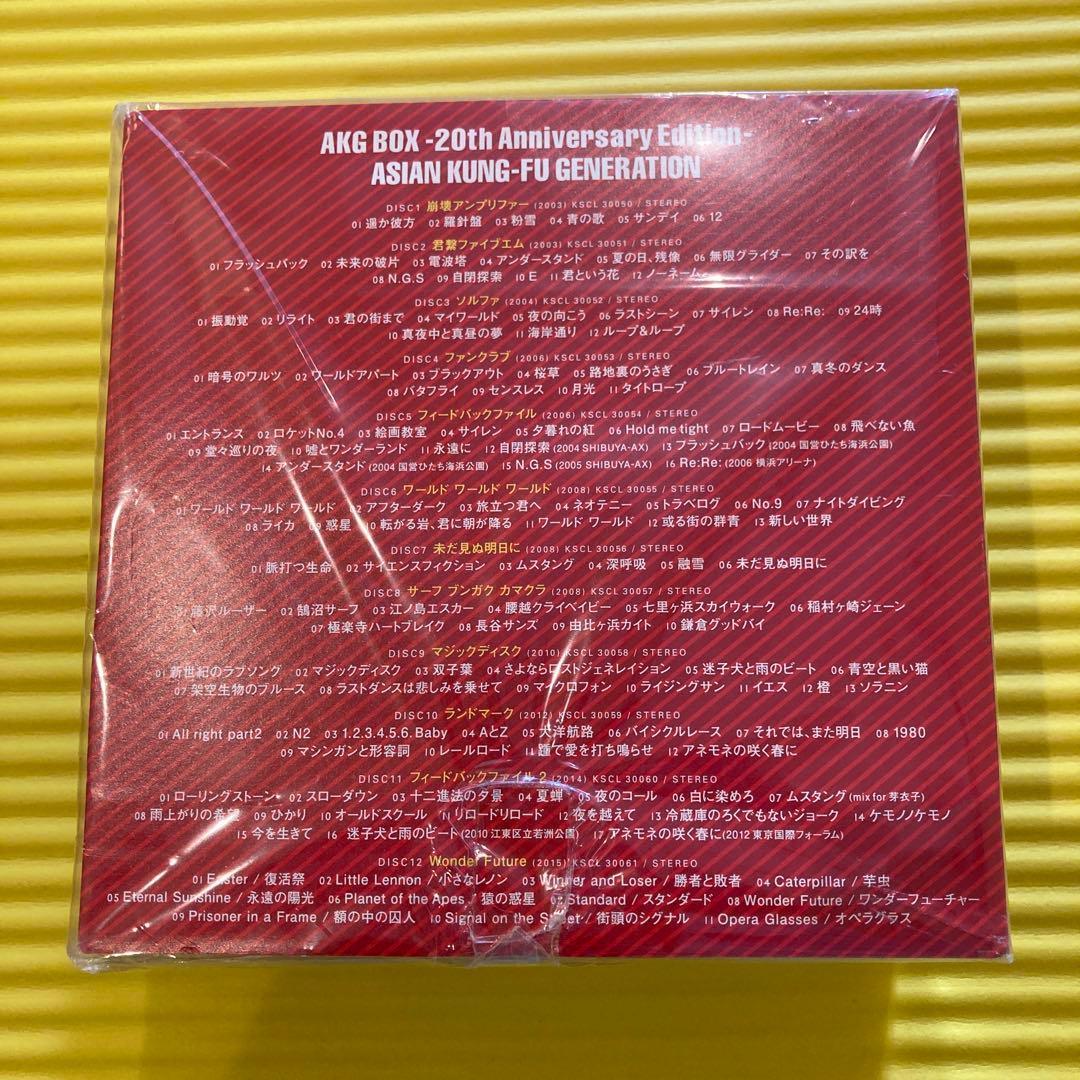 AKG BOX -20th Anniversary Edition-
ASIAN KUNG-FU GENERATION
DISC1 崩壊アンプリファー (2003) KSCL 30050 / STEREO
01 遥か彼方 02 羅針盤 03 粉雪 04 青の歌 05 サンデイ 06 12
DISC2 君繋ファイブエム (2003) KSCL 30051 / STEREO
01 フラッシュバック 02 未来の破片 03 電波塔 04 アンダースタンド 05 夏の日、残像 06 無限グライダー 07 その訳を
08 N.G.S 09 自閉探索 10 E 11 君という花 12 ノーネーム
DISC3 ソルファ (2004) KSCL 30052 / STEREO
01 振動覚 02 リライト 03 君の街まで 04 マイワールド 05 夜の向こう 06 ラストシーン 07 サイレン 08 Re:Re: 09 24時
10 真夜中と真昼の夢 11 海岸通り 12 ループ&ループ
DISC4 ファンクラブ (2006) KSCL 30053 / STEREO
01 暗号のワルツ 02 ワールドアパート 03 ブラックアウト 04 桜草 05 路地裏のうさぎ 06 ブルートレイン 07 真冬のダンス
08 バタフライ 09 センスレス 10 月光 11 タイトロープ
DISC5 フィードバックファイル (2006) KSCL 30054 / STEREO
01 エントランス 02 ロケットNo.4 03 絵画教室 04 サイレン 05 夕暮れの紅 06 Hold me tight 07 ロードムービー 08 飛べない魚
09 堂々巡りの夜 10 嘘とワンダーランド 11 永遠に 12 自閉探索 (2004 SHIBUYA-AX) 13 フラッシュバック (2004 国営ひたち海浜公園)
14 アンダースタンド (2004 国営ひたち海浜公園) 15 N.G.S (2005 SHIBUYA-AX) 16 Re:Re: (2006 横浜アリーナ)
DISC6 ワールド ワールド ワールド (2008) KSCL 30055 / STEREO
01 ワールド ワールド ワールド 02 アフターダーク 03 旅立つ君へ 04 ネオテニー 05 トラベログ 06 No.9 07 ナイトダイビング
08 ライカ 09 惑星 10 転がる岩、君に朝が降る 11 ワールド ワールド 12 或る街の群青 13 新しい世界
DISC7 未だ見ぬ明日に (2008) KSCL 30056 / STEREO
01 脈打つ生命 02 サイエンスフィクション 03 ムスタング 04 深呼吸 05 融雪 06 未だ見ぬ明日に
DISC8 サーフ ブンガク カマクラ (2008) KSCL 30057 / STEREO
01 藤沢ルーザー 02 鵠沼サーフ 03 江ノ島エスカー 04 腰越クライベイビー 05 七里ヶ浜スカイウォーク 06 稲村ヶ崎ジェーン
07 極楽寺ハートブレイク 08 長谷サンズ 09 由比ヶ浜カイト 10 鎌倉グッドバイ
DISC9 マジックディスク (2010) KSCL 30058 / STEREO
01 新世紀のラブソング 02 マジックディスク 03 双子葉 04 さよならロストジェネレイション 05 迷子犬と雨のビート 06 青空と黒い猫
07 架空生物のブルース 08 ラストダンスは悲しみを乗せて 09 マイクロフォン 10 ライジングサン 11 イエス 12 橙 13 ソラニン
DISC10 ランドマーク (2012) KSCL 30059 / STEREO
01 All right part2 02 N2 03 1.2.3.4.5.6. Baby 04 AとZ 05 大洋航路 06 バイシクルレース 07 それでは、また明日 08 1980
09 マシンガンと形容詞 10 レールロード 11 踵で愛を打ち鳴らせ 12 アネモネの咲く春に
DISC11 フィードバックファイル 2 (2014) KSCL 30060 / STEREO
01 ローリングストーン 02 スローダウン 03 十二進法の夕景 04 夏蝉 05 夜のコール 06 白に染めろ 07 ムスタング (mix for 芽衣子)
08 雨上がりの希望 09 ひかり 10 オールドスクール 11 リロードリロード 12 夜を越えて 13 冷蔵庫のろくでもないジョーク 14 ケモノノケモノ
15 今を生きて 16 迷子犬と雨のビート (2010 江東区立若洲公園) 17 アネモネの咲く春に (2012 東京国際フォーラム)
DISC12 Wonder Future (2015) KSCL 30061 / STEREO
01 Easter / 復活祭 02 Little Lennon / 小さなレノン 03 Winner and Loser / 勝者と敗者 04 Caterpillar / 芋虫
05 Eternal Sunshine / 永遠の陽光 06 Planet of the Apes / 猿の惑星 07 Standard / スタンダード 08 Wonder Future / ワンダーフューチャー
09 Prisoner in a Frame / 額の中の囚人 10 Signal on the Street / 街頭のシグナル 11 Opera Glasses / オペラグラス